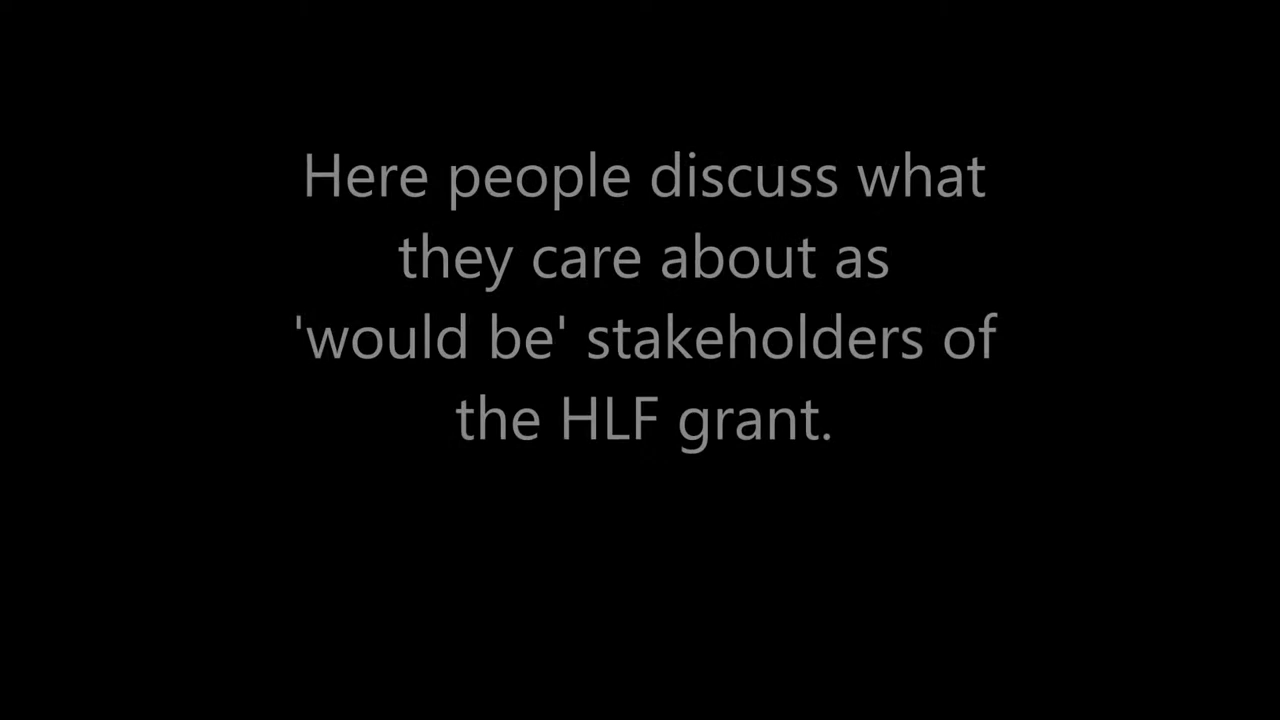 Here people discuss what
they care about as
'would be' stakeholders of
the HLF grant.